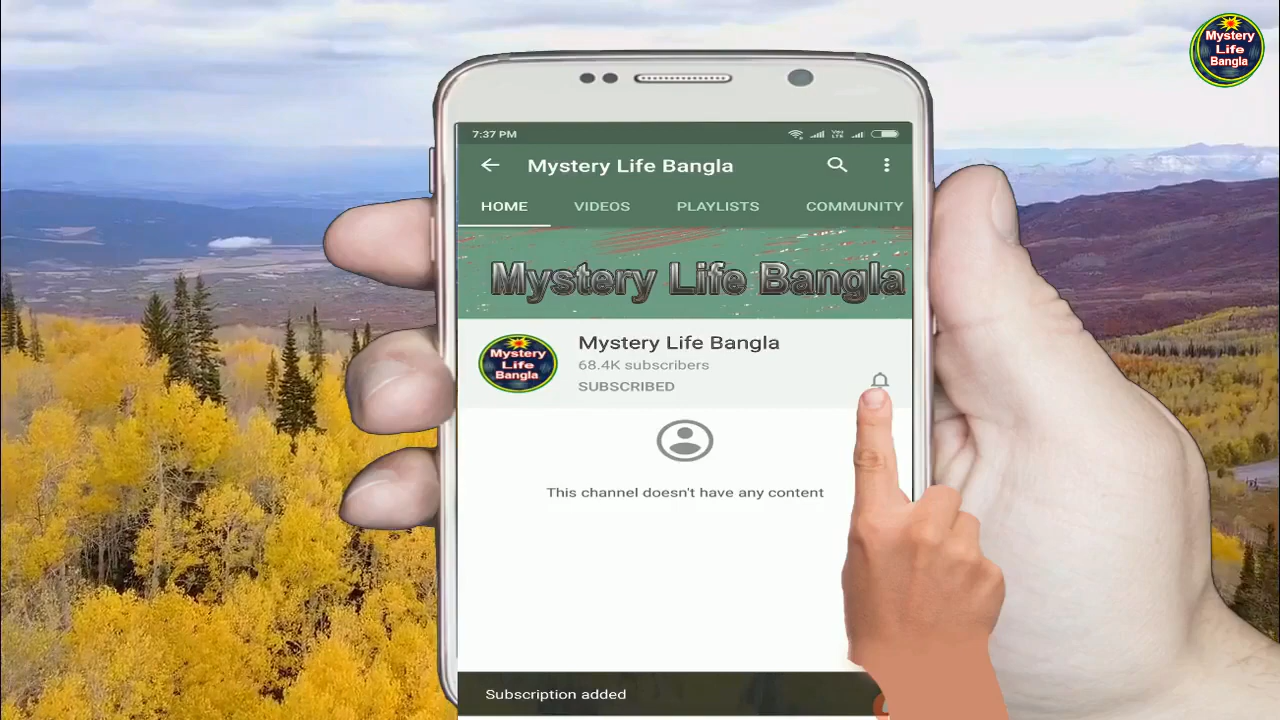 Mystery
Life
Bangla
7:37 PM
VoLTE
Mystery Life Bangla
HOME VIDEOS PLAYLISTS COMMUNITY
Mystery Life Bangla
Mystery
Life
Bangla
Mystery Life Bangla
68.4K subscribers
SUBSCRIBED
This channel doesn't have any content
Subscription added